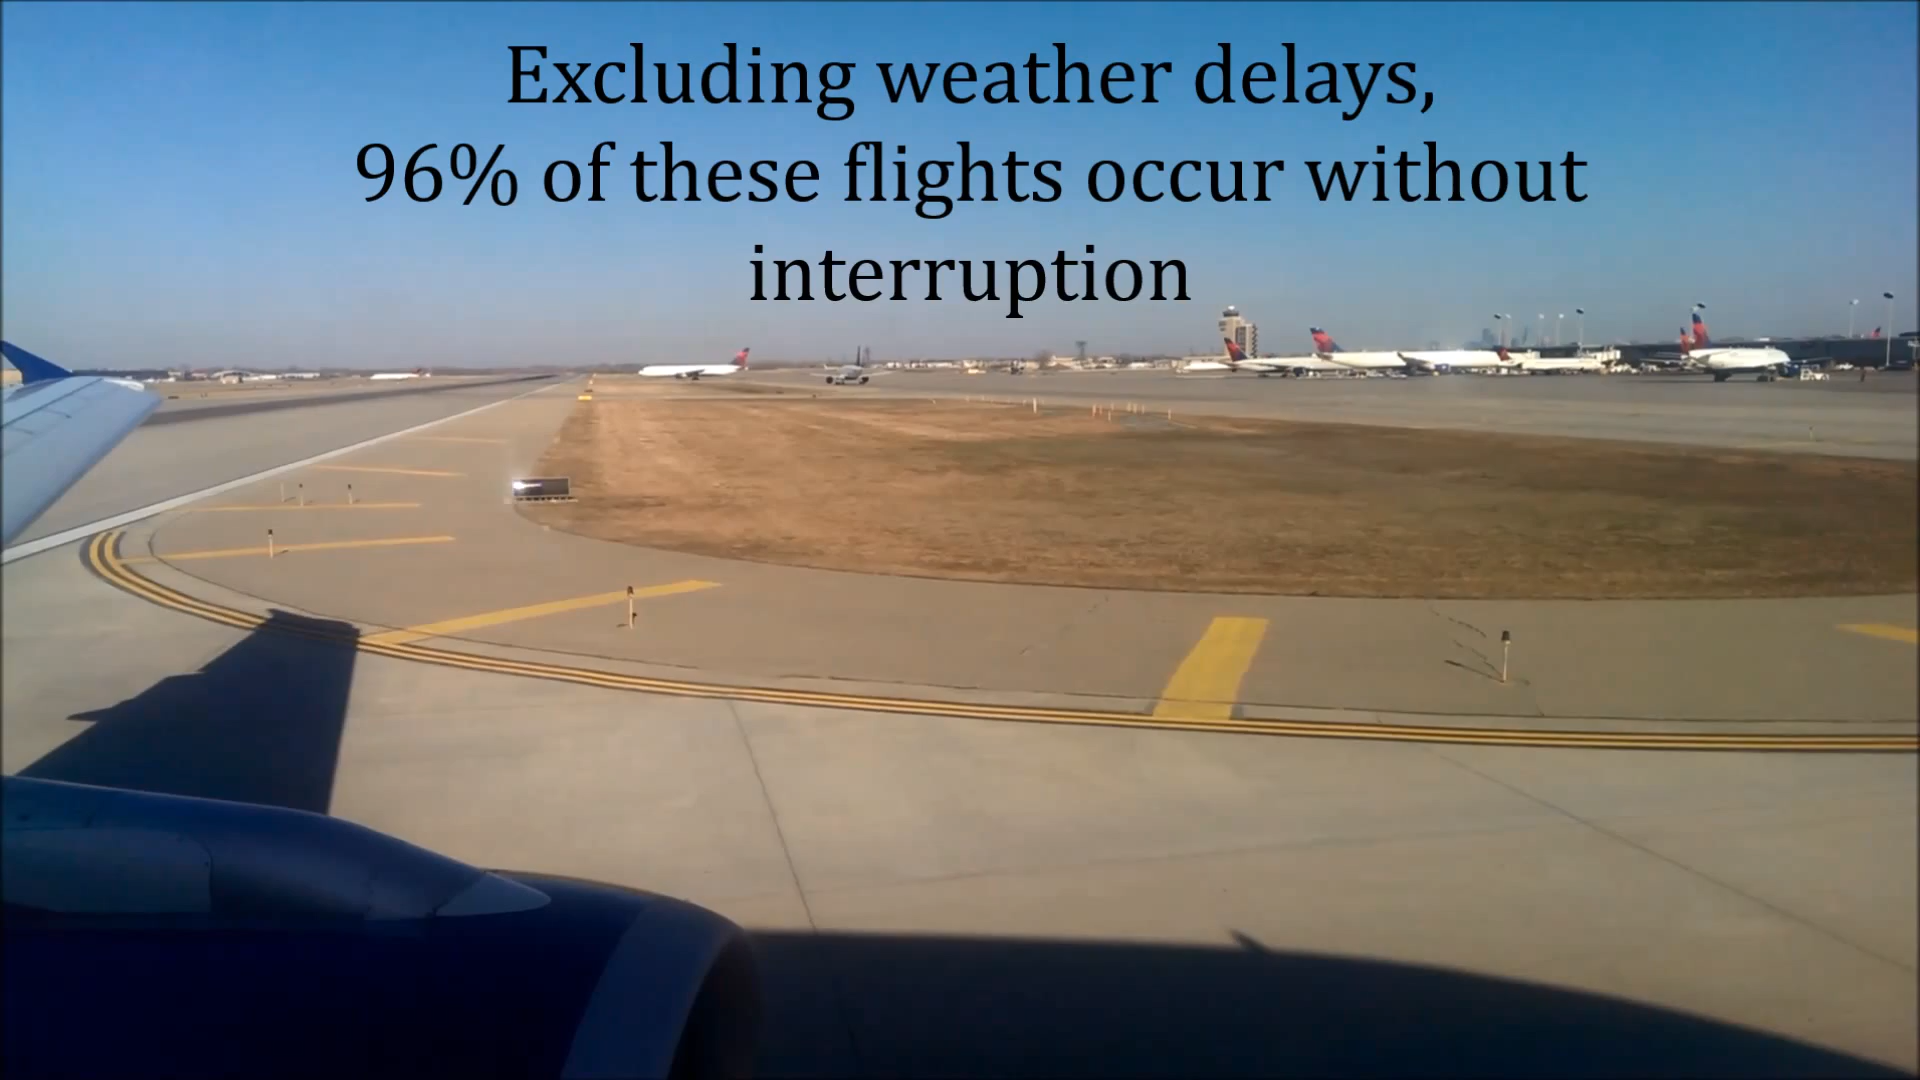 Excluding weather delays,
96% of these flights occur without
interruption